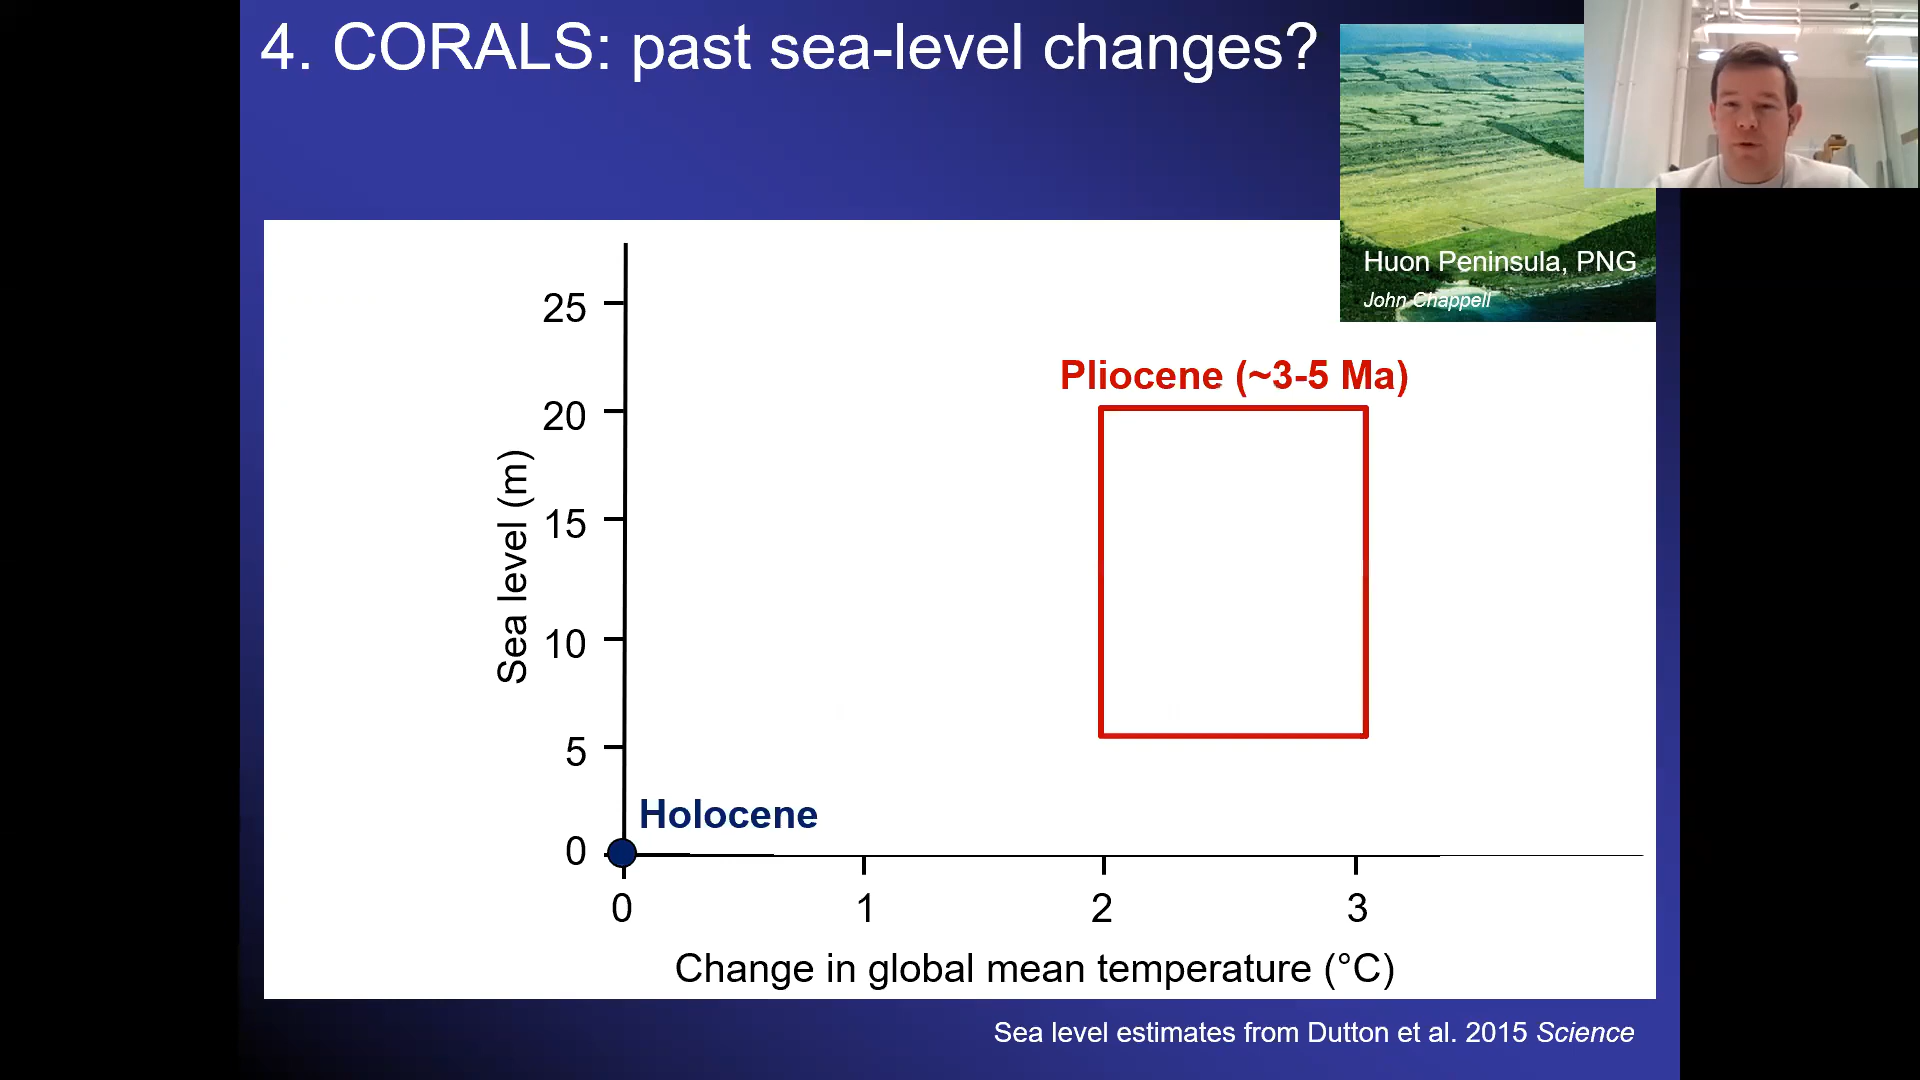 4. CORALS: past sea-level changes?
Huon Peninsula, PNG
John Chappell
25
Pliocene (~3-5 Ma)
20
15
Sea level (m)
10
5
Holocene
0
0 1 2 3
Change in global mean temperature (°C)
Sea level estimates from Dutton et al. 2015 Science